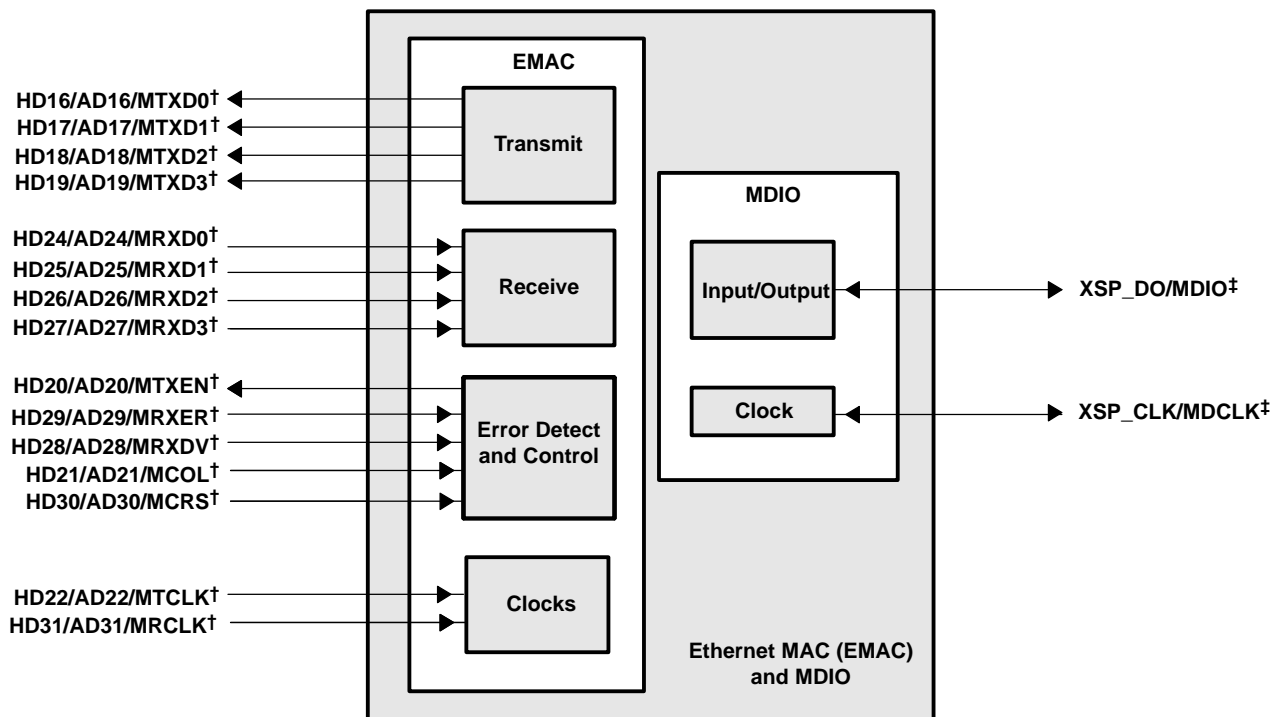 EMAC
HD16/AD16/MTXD0†
HD17/AD17/MTXD1†
HD18/AD18/MTXD2†
HD19/AD19/MTXD3†
Transmit
HD24/AD24/MRXD0†
HD25/AD25/MRXD1†
HD26/AD26/MRXD2†
HD27/AD27/MRXD3†
Receive
HD20/AD20/MTXEN†
HD29/AD29/MRXER†
HD28/AD28/MRXDV†
HD21/AD21/MCOL†
HD30/AD30/MCRS†
Error Detect
and Control
HD22/AD22/MTCLK†
HD31/AD31/MRCLK†
Clocks
MDIO
Input/Output
XSP_DO/MDIO‡
Clock
XSP_CLK/MDCLK‡
Ethernet MAC (EMAC)
and MDIO